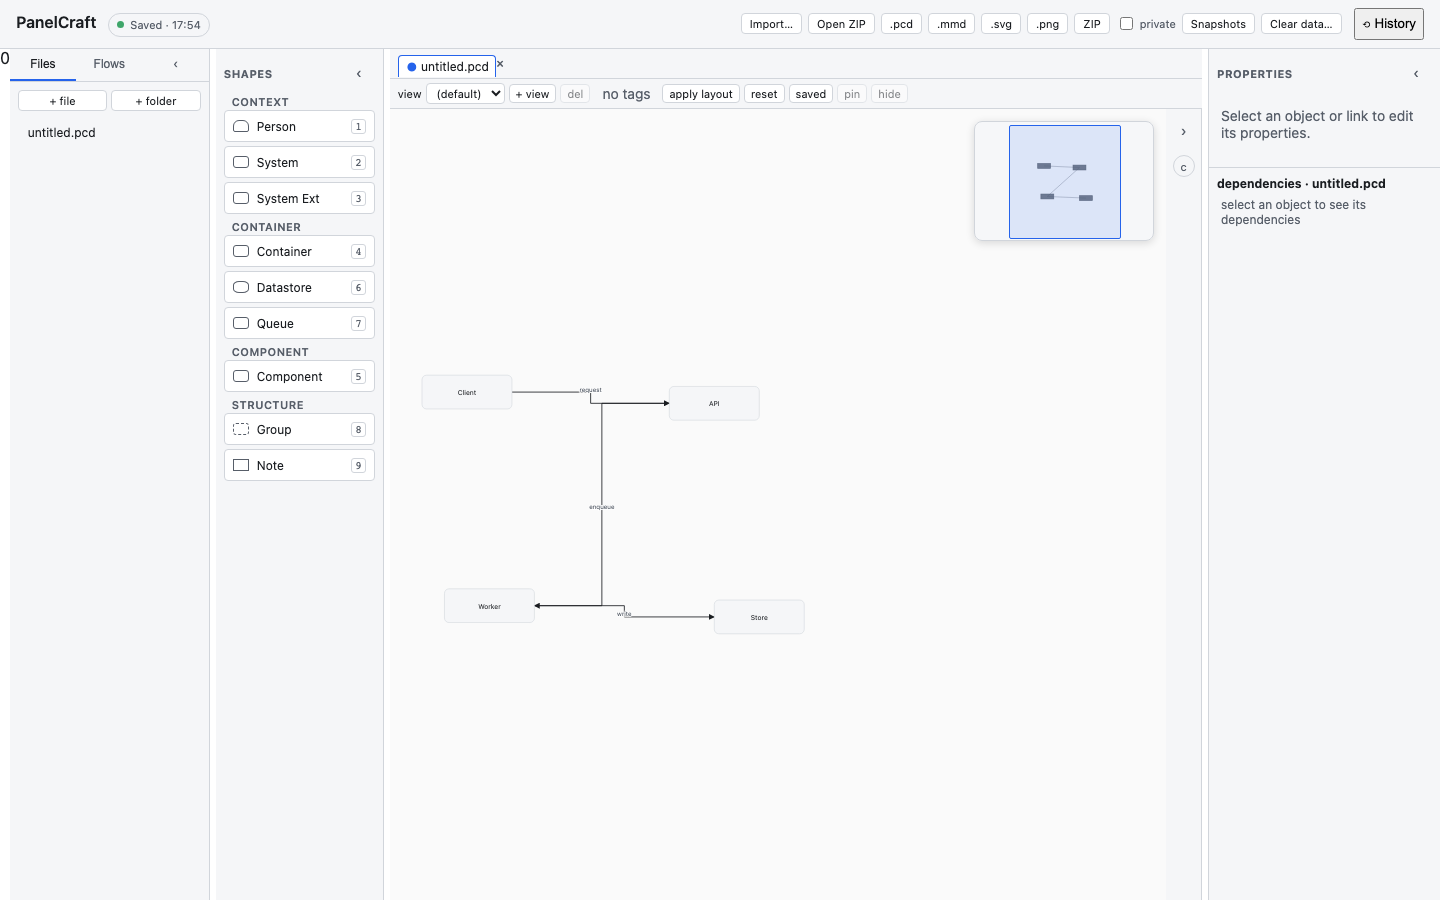 PanelCraft
Saved · 17:54
Import...
Open ZIP
.pcd
.mmd
.svg
.png
ZIP
private
Snapshots
Clear data...
History
0
Files
Flows
+ file
+ folder
untitled.pcd
SHAPES
CONTEXT
Person 1
System 2
System Ext 3
CONTAINER
Container 4
Datastore 6
Queue 7
COMPONENT
Component 5
STRUCTURE
Group 8
Note 9
untitled.pcd ×
view
(default)
+ view
del
no tags
apply layout
reset
saved
pin
hide
Client
request
API
enqueue
Worker
write
Store
c
PROPERTIES
Select an object or link to edit
its properties.
dependencies · untitled.pcd
select an object to see its
dependencies